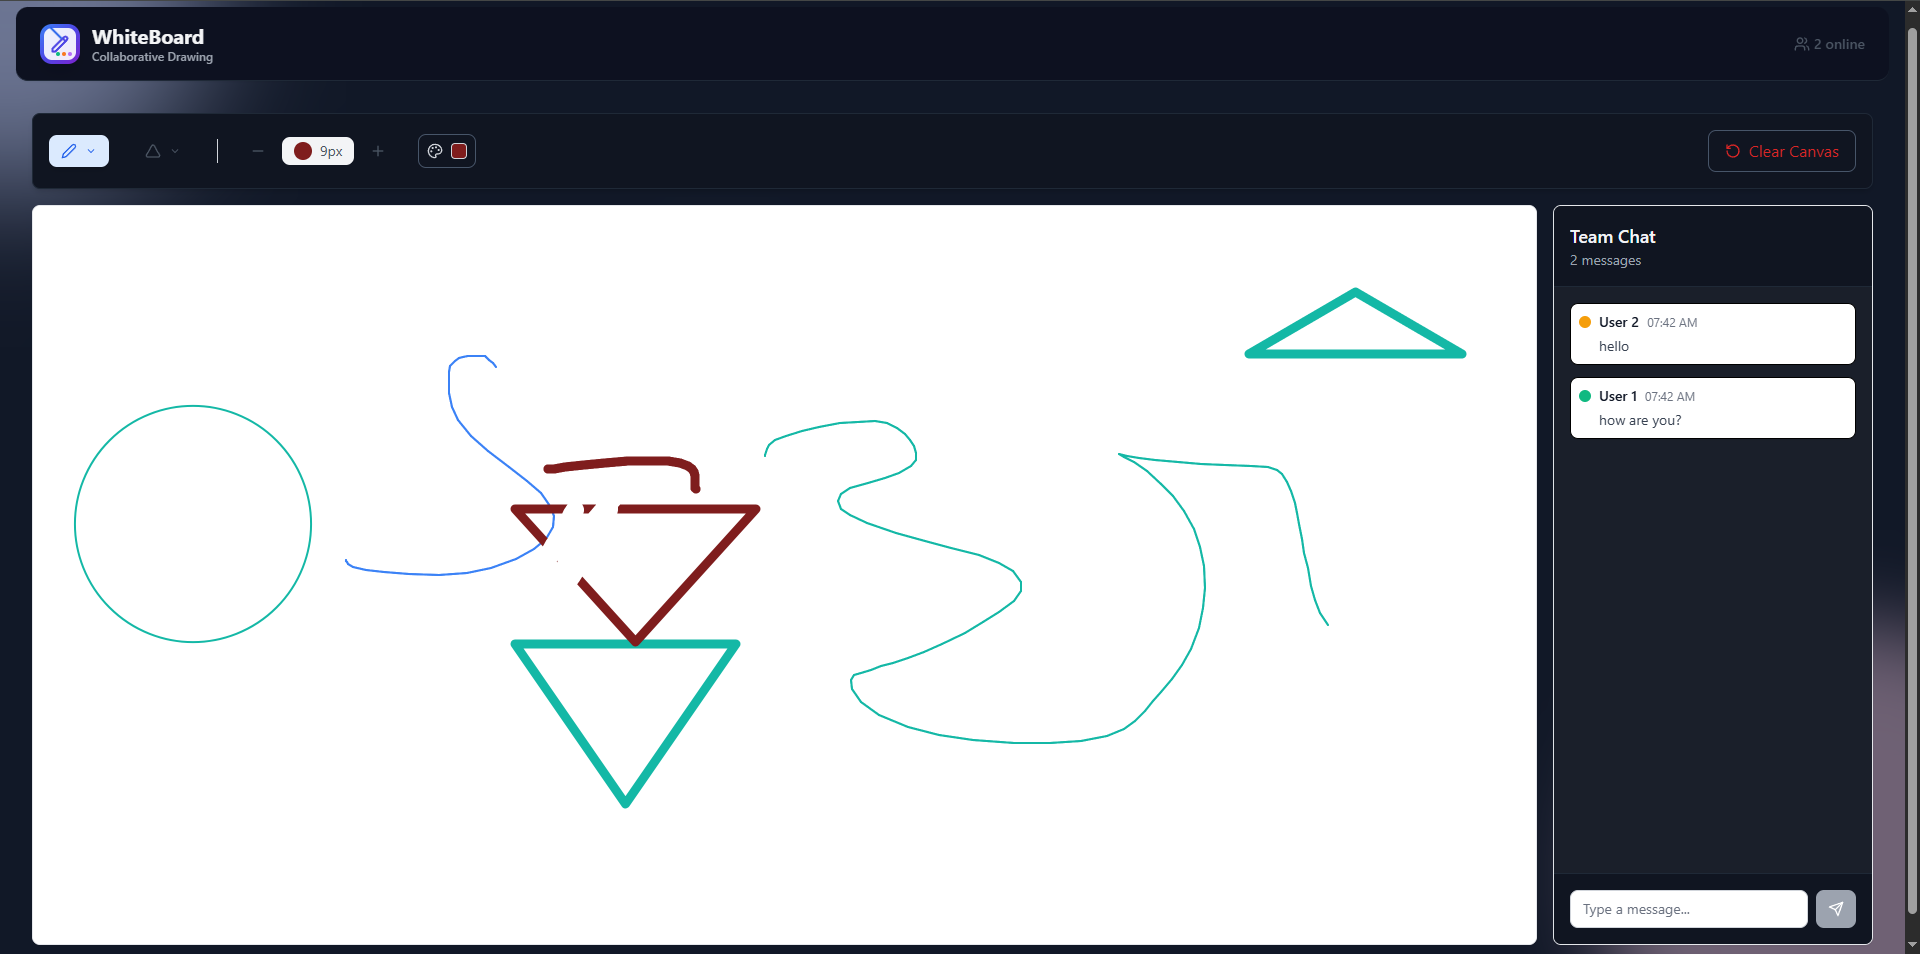 WhiteBoard
Collaborative Drawing
2 online
9px
Clear Canvas
Team Chat
2 messages
User 2 07:42 AM
hello
User 1 07:42 AM
how are you?
Type a message...